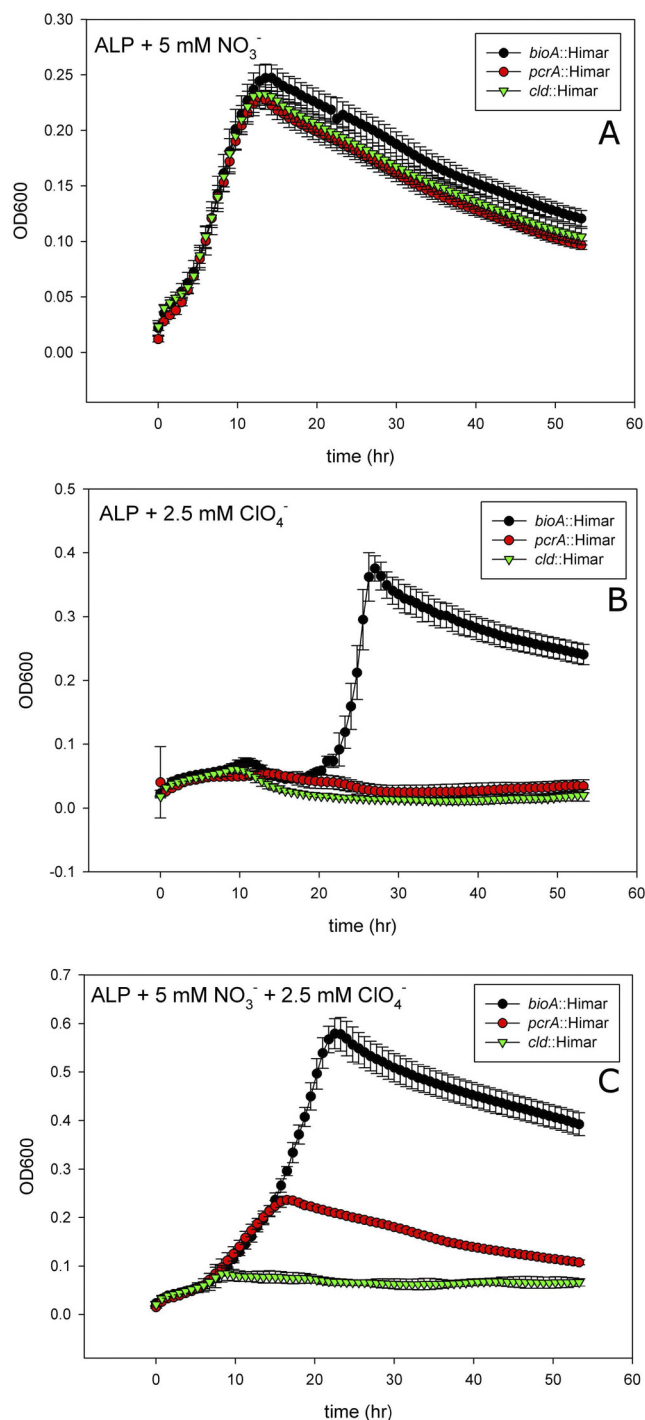 ALP + 5 mM NO₃⁻
bioA::Himar
pcrA::Himar
cld::Himar
A
OD600
0.30
0.25
0.20
0.15
0.10
0.05
0.00
0 10 20 30 40 50 60
time (hr)
ALP + 2.5 mM ClO₄⁻
bioA::Himar
pcrA::Himar
cld::Himar
B
OD600
0.5
0.4
0.3
0.2
0.1
0.0
-0.1
0 10 20 30 40 50 60
time (hr)
ALP + 5 mM NO₃⁻ + 2.5 mM ClO₄⁻
bioA::Himar
pcrA::Himar
cld::Himar
C
OD600
0.7
0.6
0.5
0.4
0.3
0.2
0.1
0.0
0 10 20 30 40 50 60
time (hr)